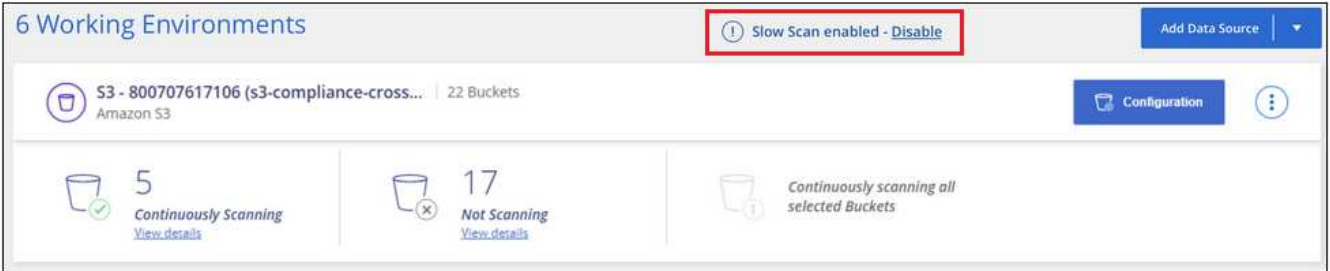 6 Working Environments
Slow Scan enabled - Disable
Add Data Source
S3 - 800707617106 (s3-compliance-cross... | 22 Buckets
Amazon S3
Configuration
5
Continuously Scanning
View details
17
Not Scanning
View details
Continuously scanning all
selected Buckets